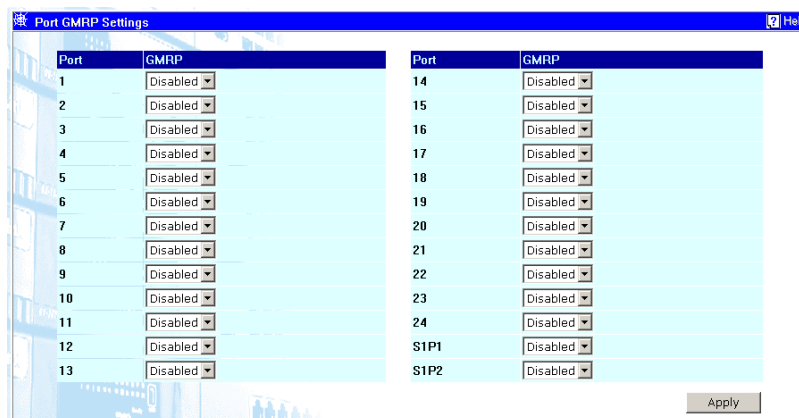 Port GMRP Settings
? Hel
Port GMRP
1 Disabled
2 Disabled
3 Disabled
4 Disabled
5 Disabled
6 Disabled
7 Disabled
8 Disabled
9 Disabled
10 Disabled
11 Disabled
12 Disabled
13 Disabled
Port GMRP
14 Disabled
15 Disabled
16 Disabled
17 Disabled
18 Disabled
19 Disabled
20 Disabled
21 Disabled
22 Disabled
23 Disabled
24 Disabled
S1P1 Disabled
S1P2 Disabled
Apply